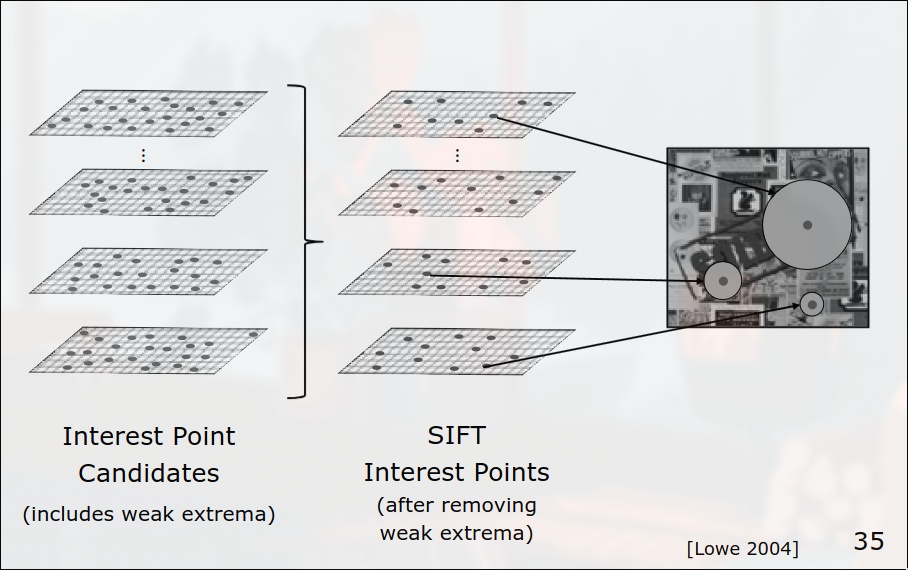 Interest Point
Candidates
(includes weak extrema)
SIFT
Interest Points
(after removing
weak extrema)
[Lowe 2004]
35